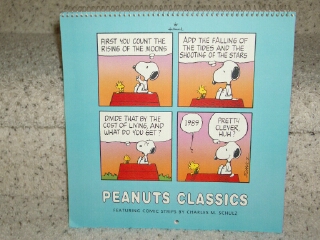 FIRST YOU COUNT THE
RISING OF THE MOONS
ADD THE FALLING OF
THE TIDES AND THE
SHOOTING OF THE STARS
DIVIDE THAT BY THE
COST OF LIVING, AND
WHAT DO YOU GET?
1989
PRETTY
CLEVER,
HUH?
PEANUTS CLASSICS
FEATURING COMIC STRIPS BY CHARLES M. SCHULZ